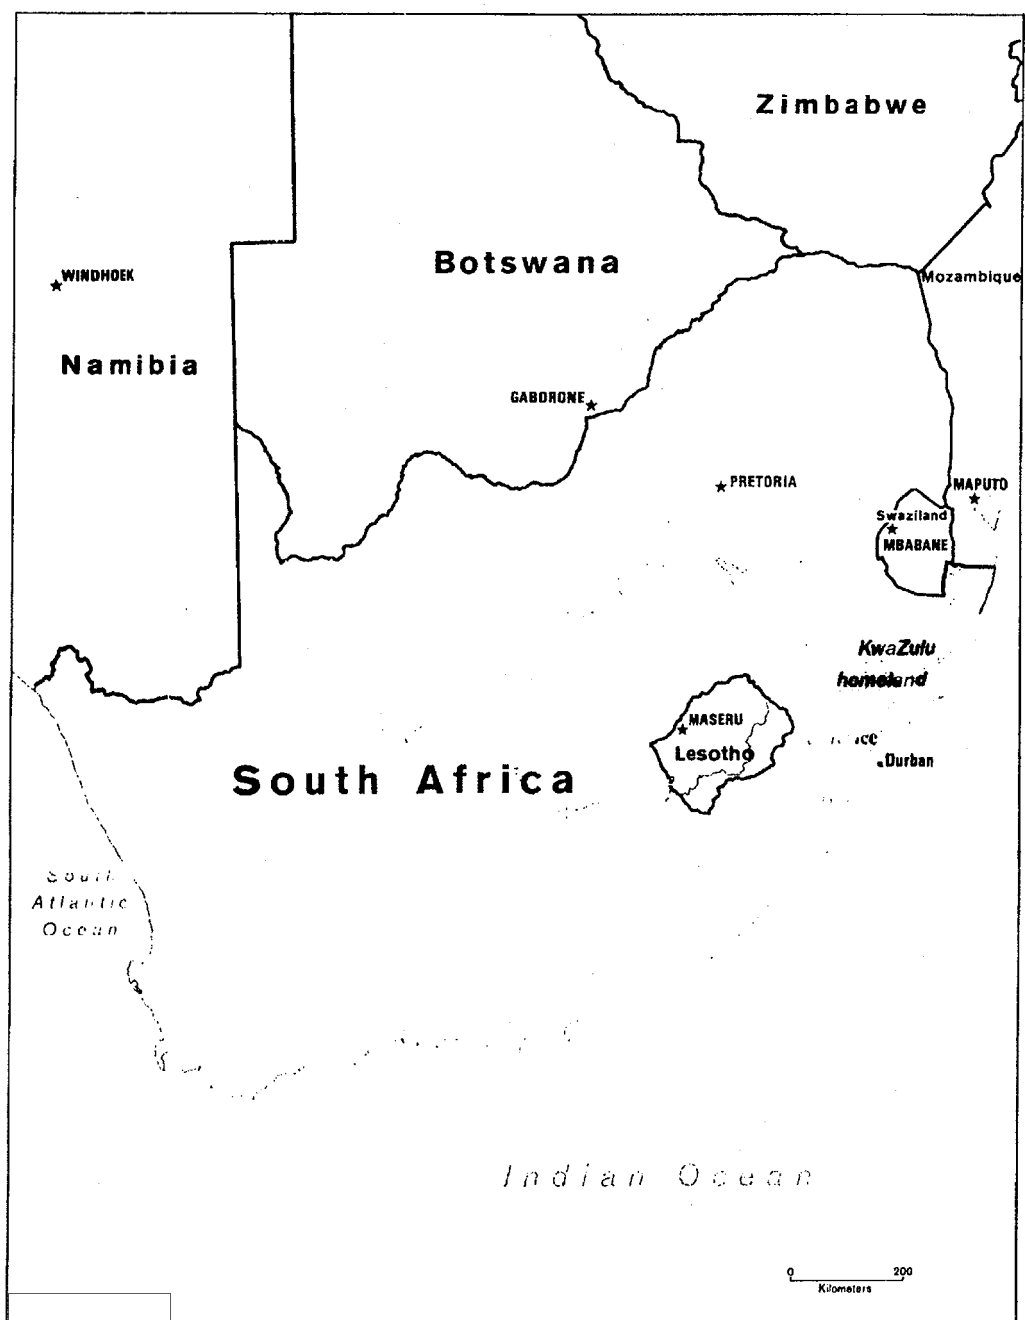 Zimbabwe
Botswana
WINDHOEK
Mozambique
Namibia
GABORONE
PRETORIA
MAPUTO
Swaziland
MBABANE
KwaZulu
homeland
MASERU
Lesotho
Durban
South Africa
South
Atlantic
Ocean
Indian Ocean
0 200
Kilometers